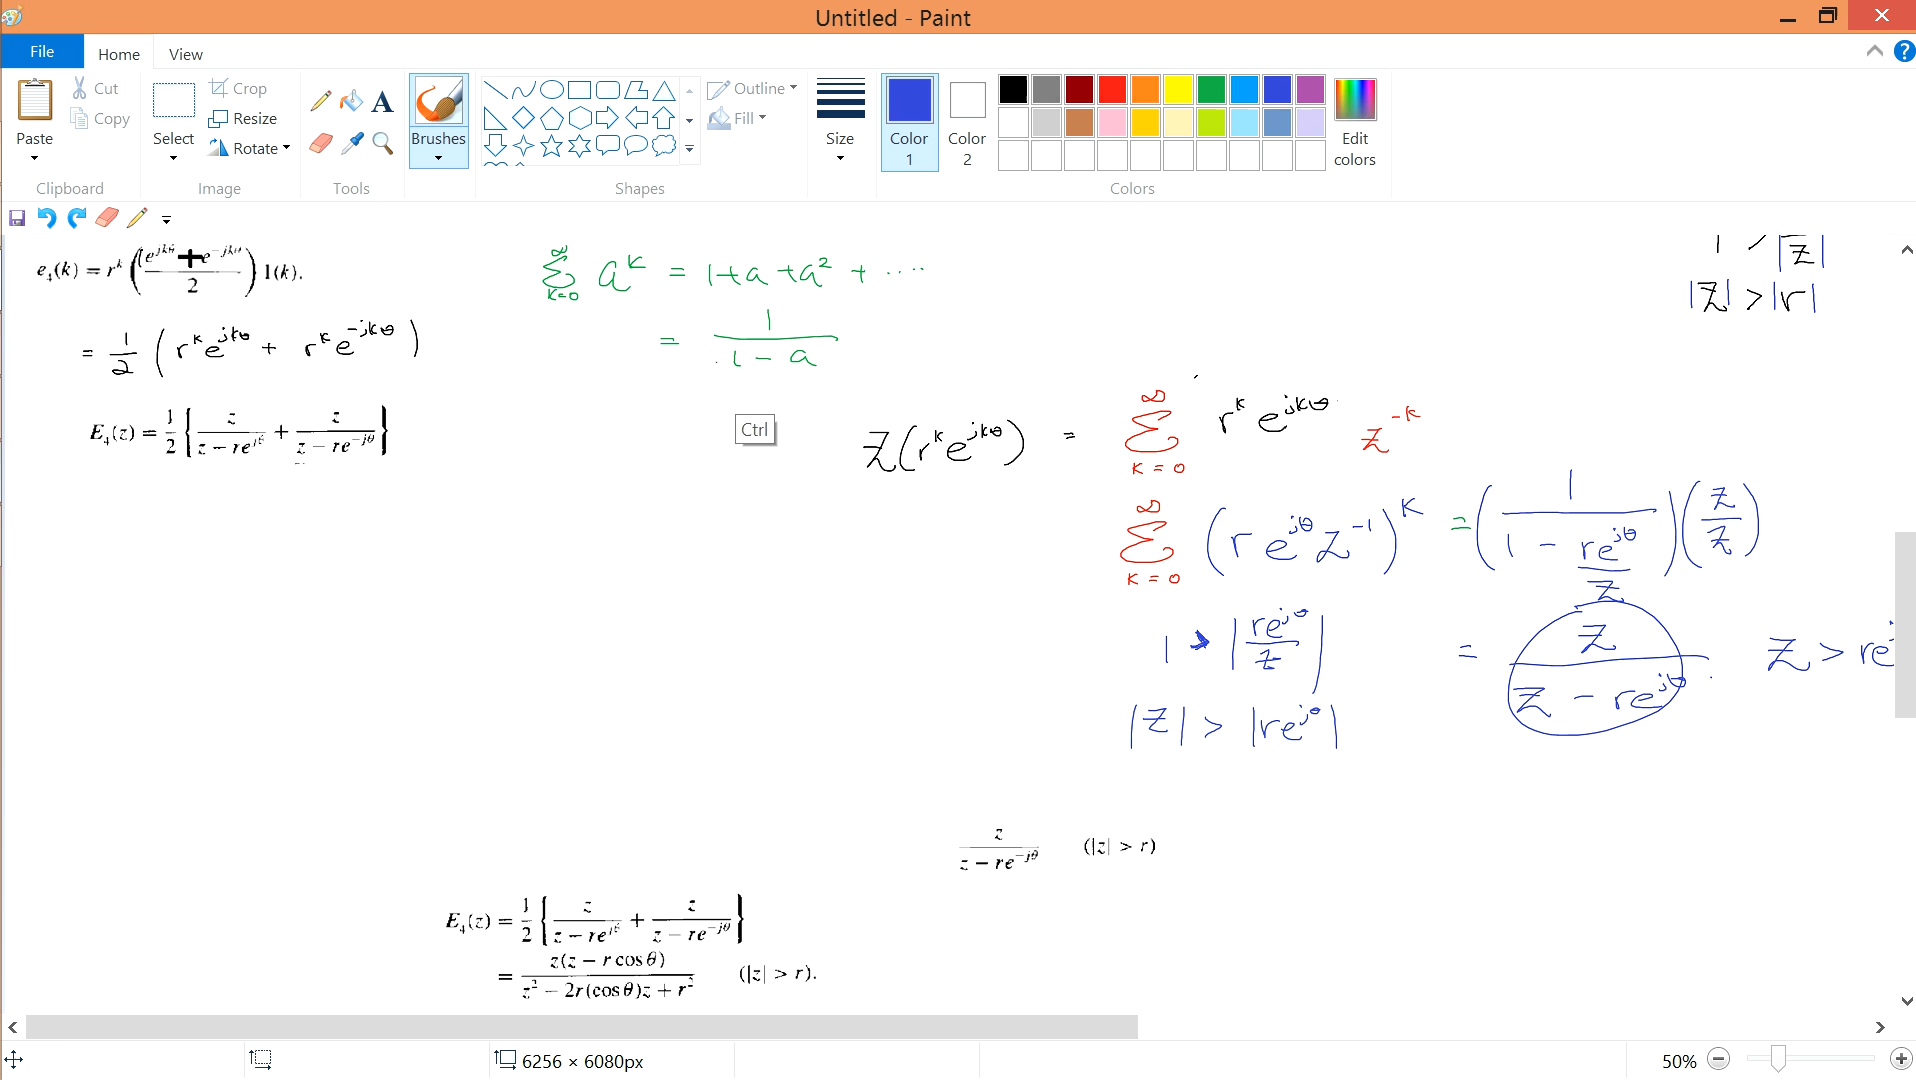 Untitled - Paint
File Home View
Paste Cut Copy Clipboard
Select Crop Resize Rotate Image
Tools
Brushes
Shapes Outline Fill
Size
Color 1 Color 2 Edit colors Colors
e₄(k) = r^k ((e^{jkθ} + e^{-jkθ})/2) 1(k).
= 1/2 (r^k e^{jkθ} + r^k e^{-jkθ})
E₄(z) = 1/2 {z/(z - re^{jθ}) + z/(z - re^{-jθ})}
∞ Σ k=0 a^k = 1+a+a² + ....
= 1/(1 - a)
1 / |z|
|z| > |r|
Ctrl
Z(r^k e^{jkθ}) = ∞ Σ k=0 r^k e^{jkθ} z^{-k}
∞ Σ k=0 (r e^{jθ} z^{-1})^k = (1/(1 - re^{jθ}/z)) (z/z)
1 > |re^{jθ}/z| = z/(z - re^{jθ}) z > re^j
|z| > |re^{jθ}|
z/(z - re^{-jθ}) (|z| > r)
E₄(z) = 1/2 {z/(z - re^{jθ}) + z/(z - re^{-jθ})}
= z(z - r cos θ)/(z² - 2r(cos θ)z + r²) (|z| > r).
6256 × 6080px 50%